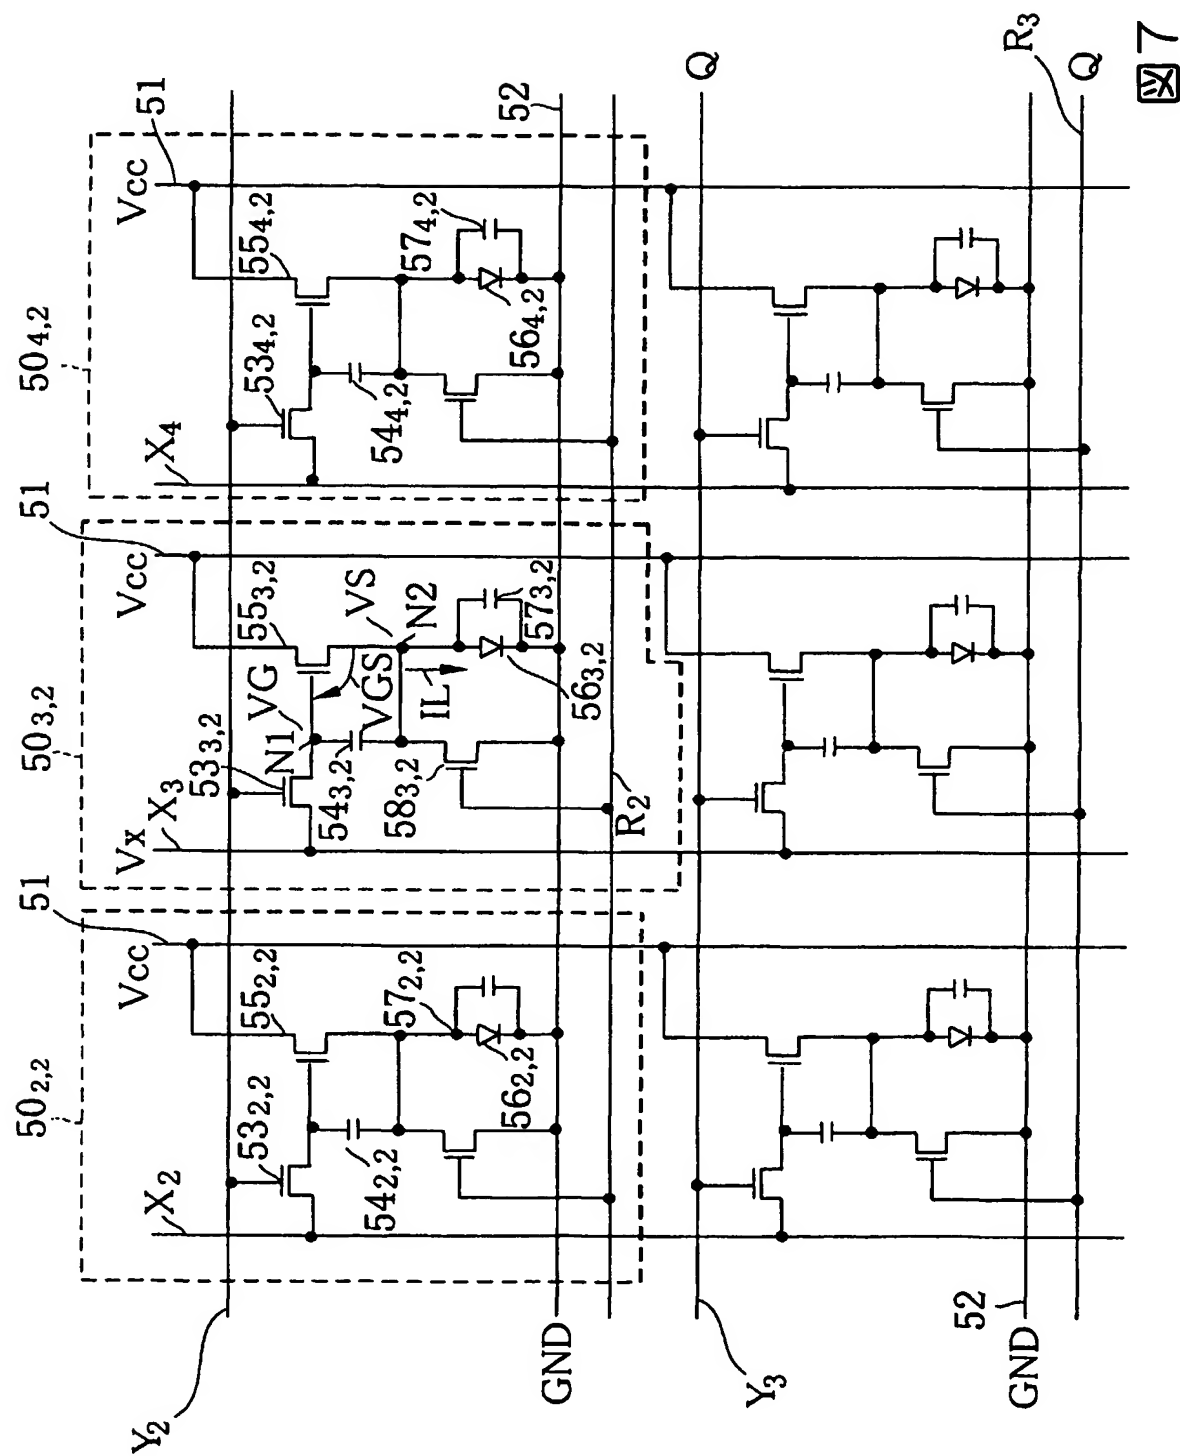 50₂,₂
50₃,₂
50₄,₂
51
51
51
X₂
Vcc
Vx
X₃
Vcc
X₄
Vcc
53₂,₂
55₂,₂
53₃,₂
VG
55₃,₂
53₄,₂
55₄,₂
N1
54₂,₂
57₂,₂
54₃,₂
VGS
VS
54₄,₂
57₄,₂
N2
58₃,₂
IL
56₂,₂
57₃,₂
56₃,₂
56₄,₂
Y₂
GND
52
R₂
Y₃
Q
52
GND
R₃
Q
図7